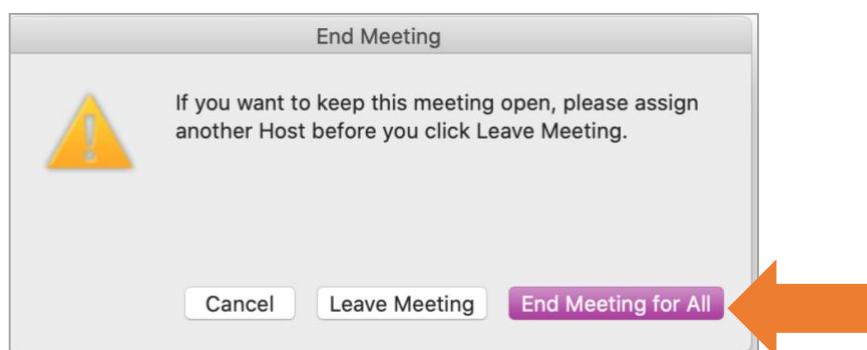 End Meeting
If you want to keep this meeting open, please assign
another Host before you click Leave Meeting.
Cancel Leave Meeting End Meeting for All